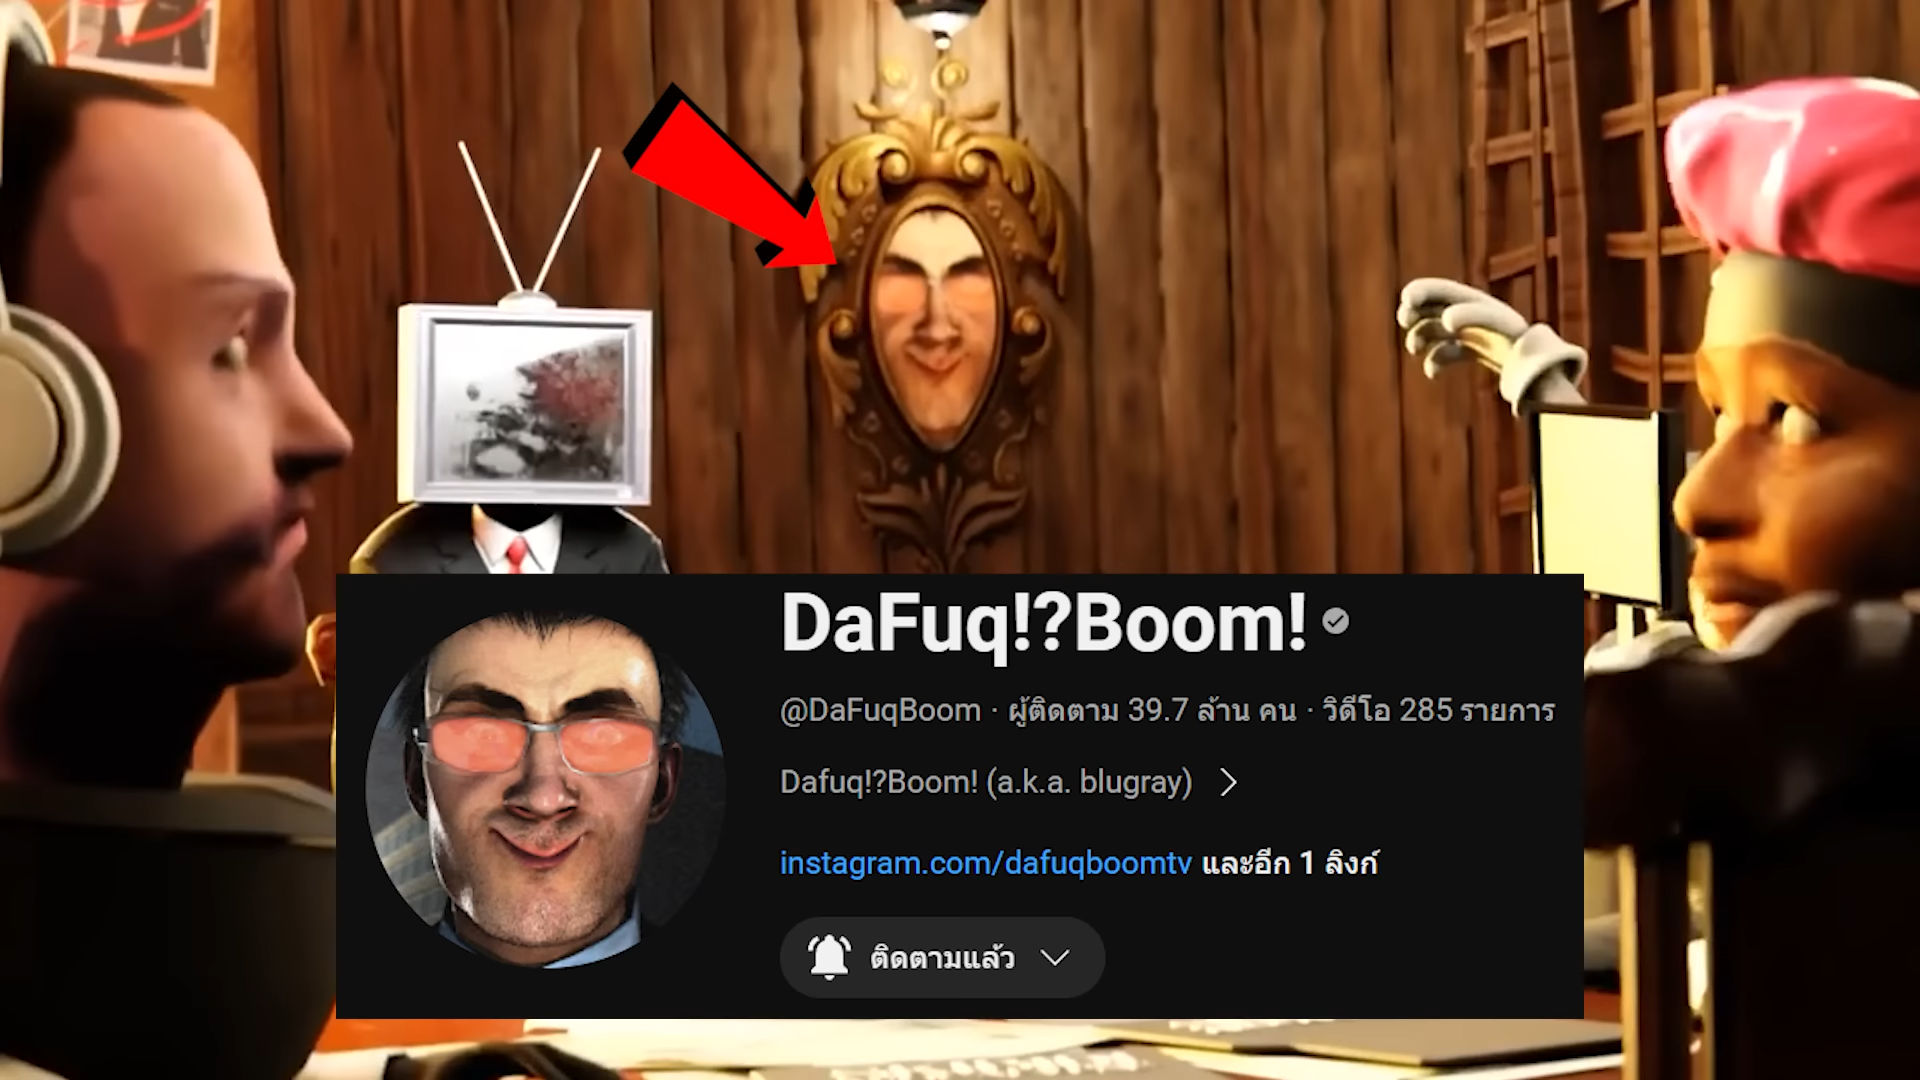 DaFuq!?Boom!
@DaFuqBoom · ผู้ติดตาม 39.7 ล้าน คน · วิดีโอ 285 รายการ
Dafuq!?Boom! (a.k.a. blugray)
instagram.com/dafuqboomtv และอีก 1 ลิงก์
ติดตามแล้ว